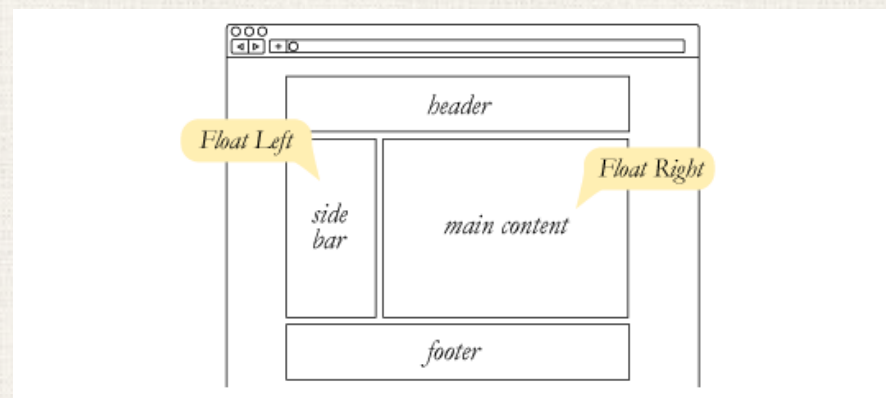 header
Float Left
Float Right
side
bar
main content
footer